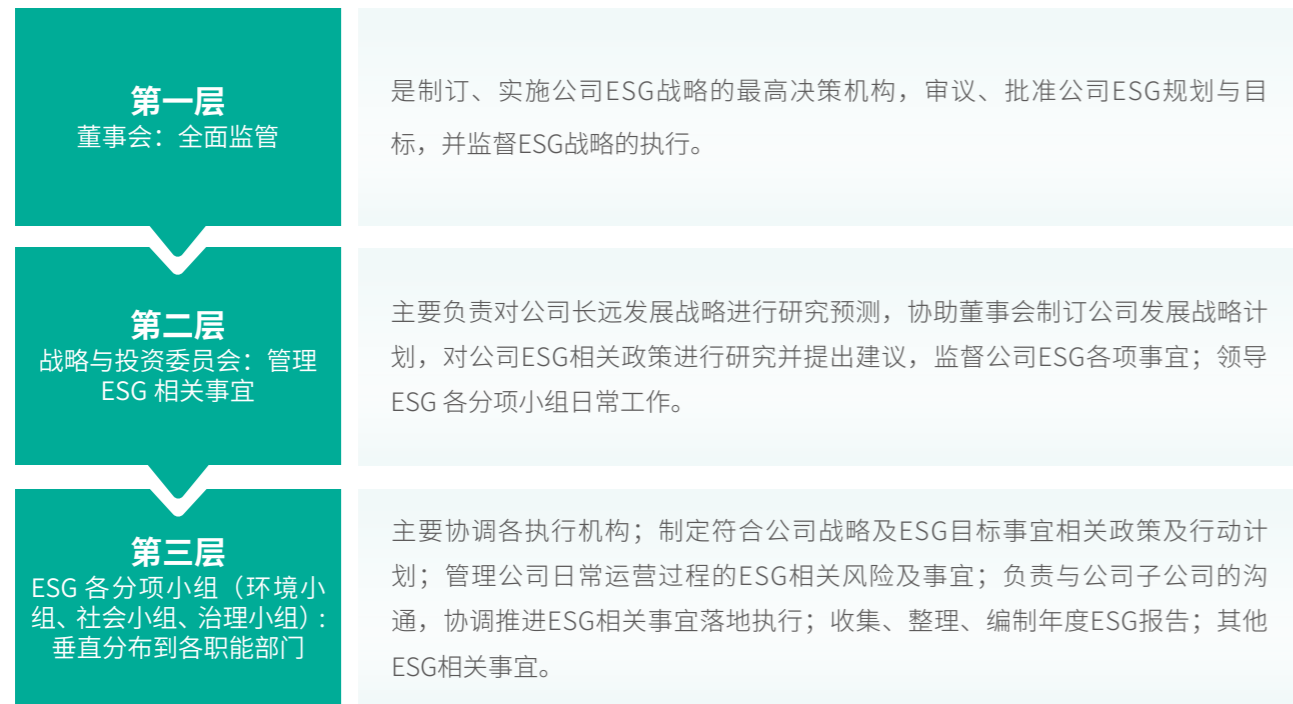 第一层
董事会：全面监管
是制订、实施公司ESG战略的最高决策机构，审议、批准公司ESG规划与目
标，并监督ESG战略的执行。
第二层
战略与投资委员会：管理
ESG 相关事宜
主要负责对公司长远发展战略进行研究预测，协助董事会制订公司发展战略计
划，对公司ESG相关政策进行研究并提出建议，监督公司ESG各项事宜；领导
ESG 各分项小组日常工作。
第三层
ESG 各分项小组（环境小
组、社会小组、治理小组）：
垂直分布到各职能部门
主要协调各执行机构；制定符合公司战略及ESG目标事宜相关政策及行动计
划；管理公司日常运营过程的ESG相关风险及事宜；负责与公司子公司的沟
通，协调推进ESG相关事宜落地执行；收集、整理、编制年度ESG报告；其他
ESG相关事宜。